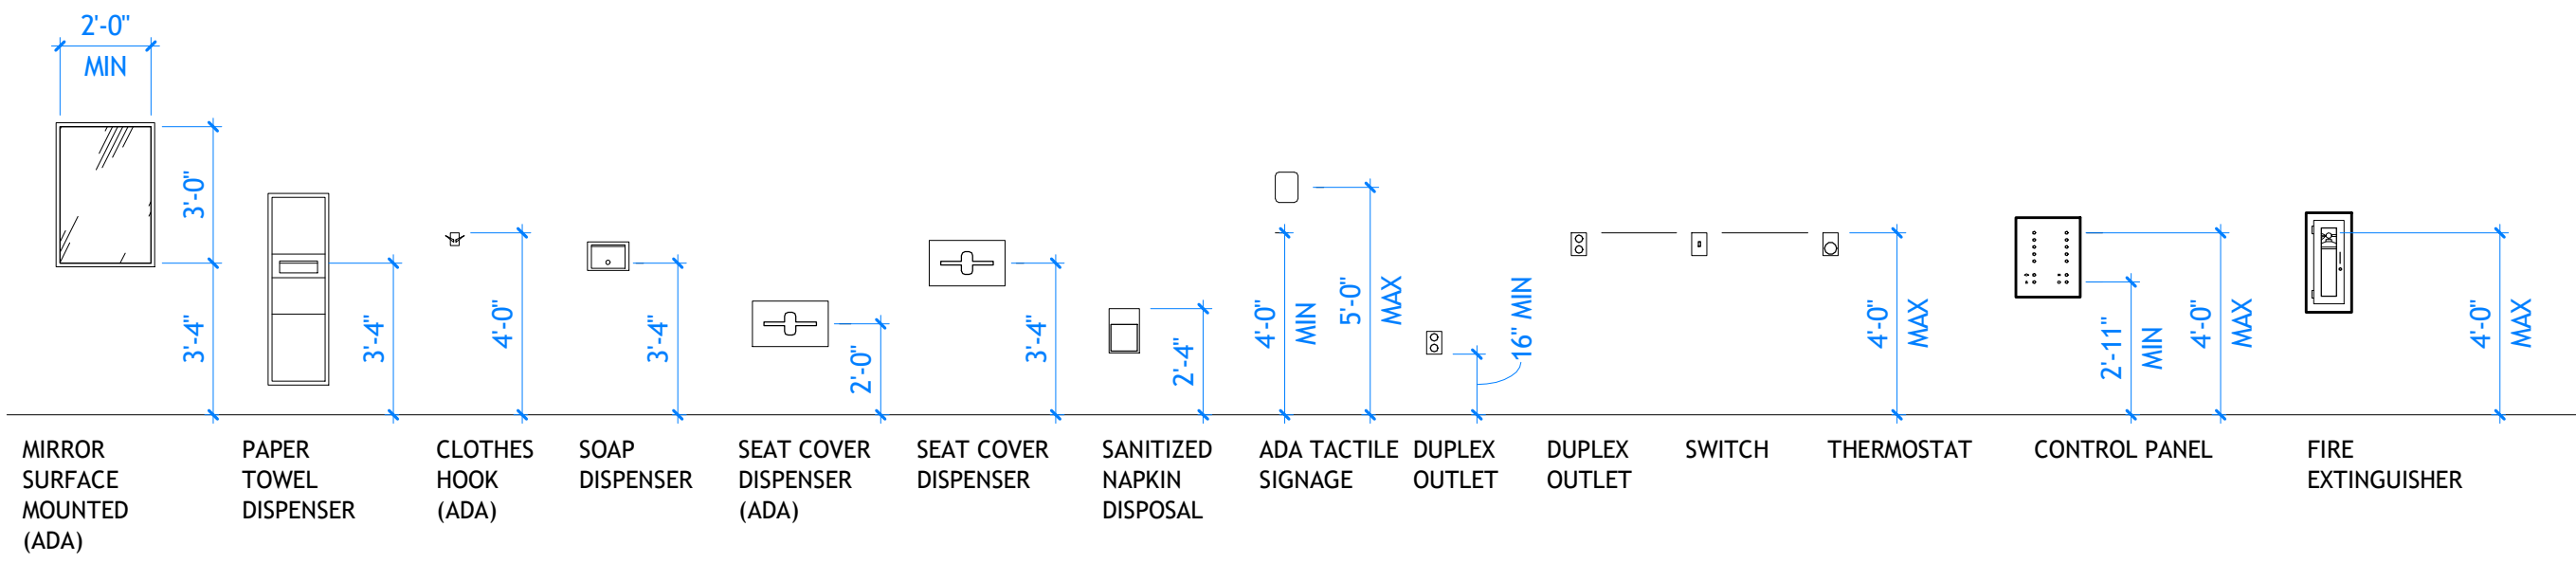 2'-0"
MIN
3'-0"
3'-4"
3'-4"
4'-0"
3'-4"
2'-0"
3'-4"
2'-4"
4'-0"
MIN
5'-0"
MAX
16" MIN
4'-0"
MAX
2'-11"
MIN
4'-0"
MAX
4'-0"
MAX
MIRROR
SURFACE
MOUNTED
(ADA)
PAPER
TOWEL
DISPENSER
CLOTHES
HOOK
(ADA)
SOAP
DISPENSER
SEAT COVER
DISPENSER
(ADA)
SEAT COVER
DISPENSER
SANITIZED
NAPKIN
DISPOSAL
ADA TACTILE
SIGNAGE
DUPLEX
OUTLET
DUPLEX
OUTLET
SWITCH
THERMOSTAT
CONTROL PANEL
FIRE
EXTINGUISHER